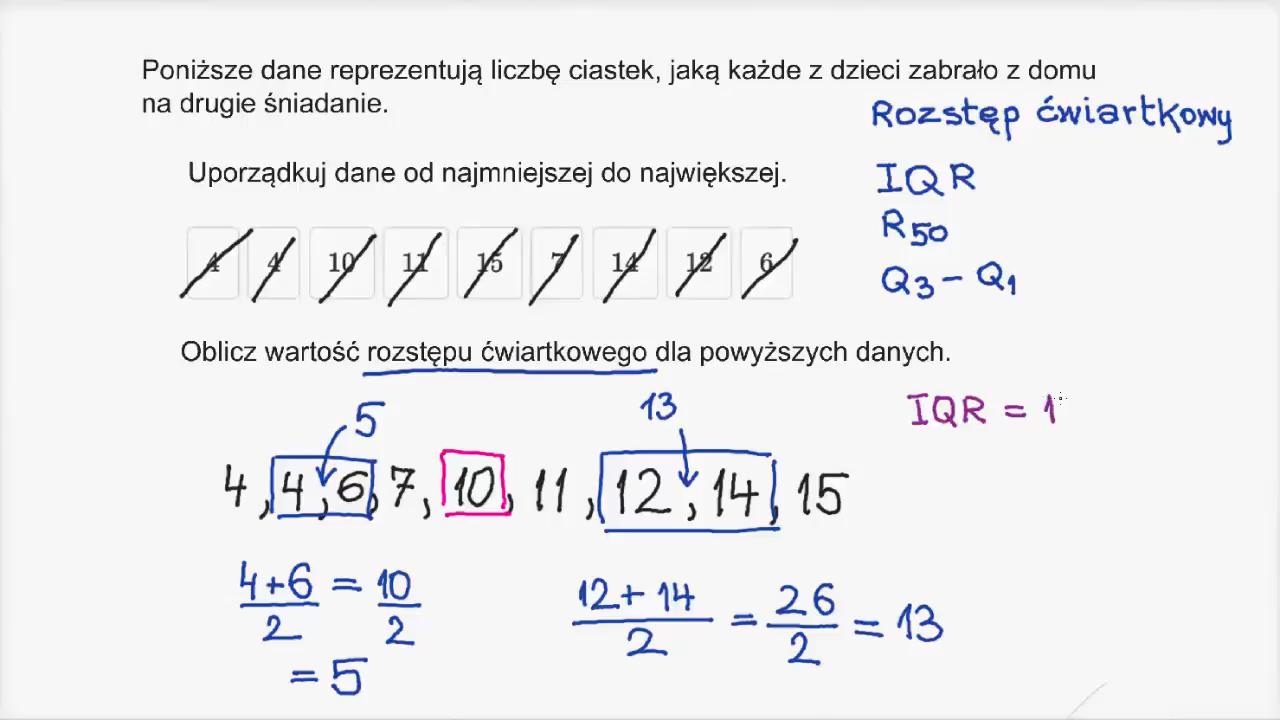 Poniższe dane reprezentują liczbę ciastek, jaką każde z dzieci zabrało z domu
na drugie śniadanie.
Rozstęp ćwiartkowy
Uporządkuj dane od najmniejszej do największej.
IQR
R50
4 4 10 11 15 7 14 12 6
Q3 - Q1
Oblicz wartość rozstępu ćwiartkowego dla powyższych danych.
5 13
IQR = 1
4, 4, 6, 7, 10, 11, 12, 14, 15
4+6 = 10
2 2
= 5
12+14 = 26 = 13
2 2